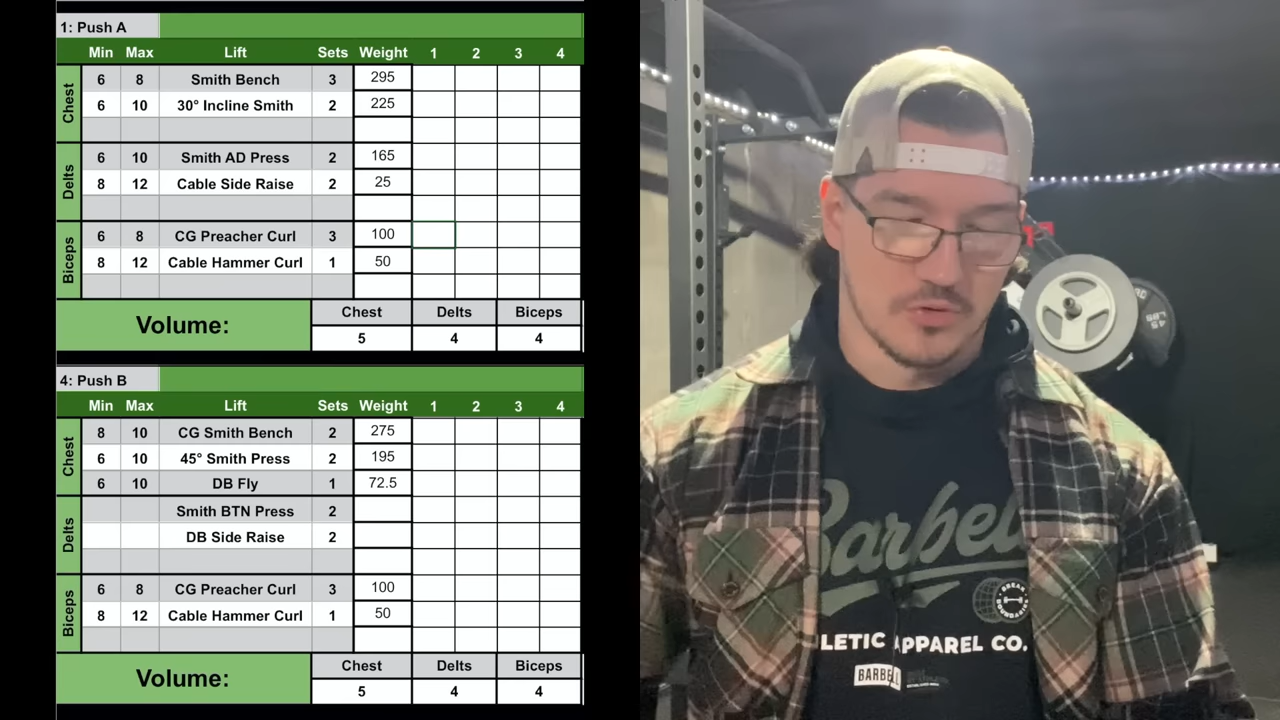 1: Push A
Min Max Lift Sets Weight 1 2 3 4
Chest
6 8 Smith Bench 3 295
6 10 30° Incline Smith 2 225
Delts
6 10 Smith AD Press 2 165
8 12 Cable Side Raise 2 25
Biceps
6 8 CG Preacher Curl 3 100
8 12 Cable Hammer Curl 1 50
Volume:
Chest Delts Biceps
5 4 4
4: Push B
Min Max Lift Sets Weight 1 2 3 4
Chest
8 10 CG Smith Bench 2 275
6 10 45° Smith Press 2 195
6 10 DB Fly 1 72.5
Delts
Smith BTN Press 2
DB Side Raise 2
Biceps
6 8 CG Preacher Curl 3 100
8 12 Cable Hammer Curl 1 50
Volume:
Chest Delts Biceps
5 4 4
45
LBS
Barbell
LETIC APPAREL CO.
BARBELL